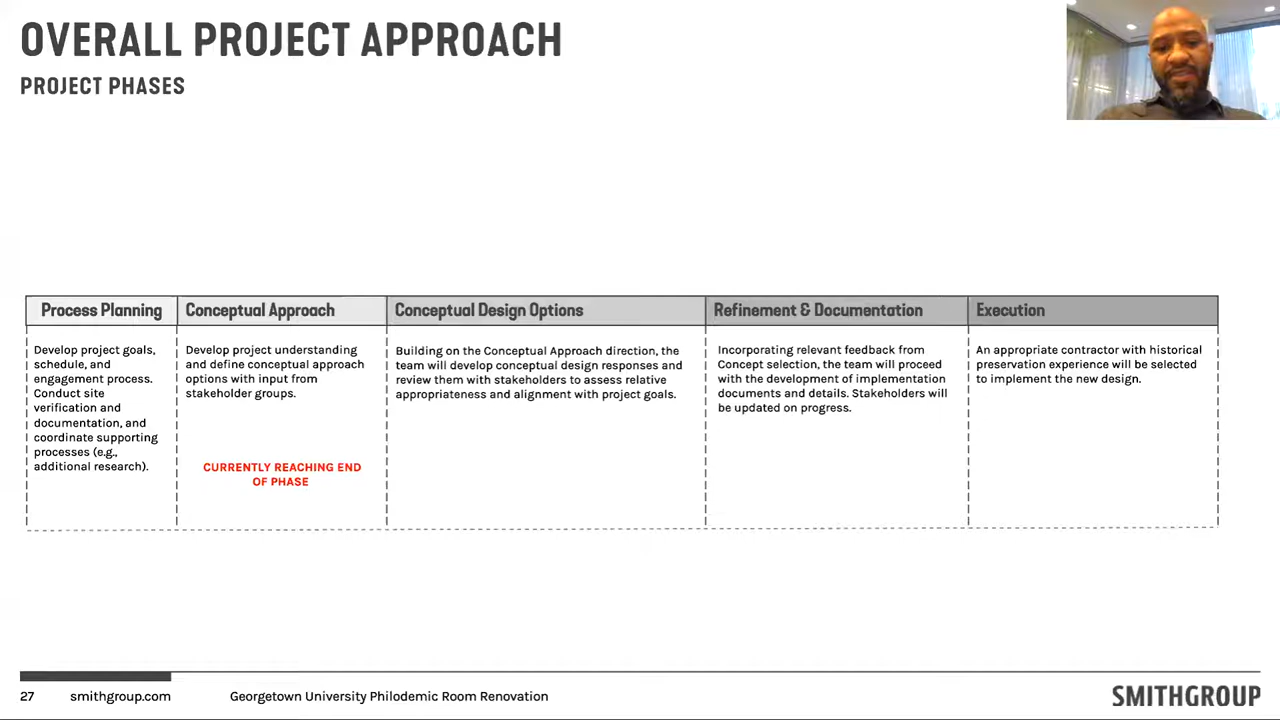 OVERALL PROJECT APPROACH
PROJECT PHASES
Process Planning
Develop project goals,
schedule, and
engagement process.
Conduct site
verification and
documentation, and
coordinate supporting
processes (e.g.,
additional research).
Conceptual Approach
Develop project understanding
and define conceptual approach
options with input from
stakeholder groups.
CURRENTLY REACHING END
OF PHASE
Conceptual Design Options
Building on the Conceptual Approach direction, the
team will develop conceptual design responses and
review them with stakeholders to assess relative
appropriateness and alignment with project goals.
Refinement & Documentation
Incorporating relevant feedback from
Concept selection, the team will proceed
with the development of implementation
documents and details. Stakeholders will
be updated on progress.
Execution
An appropriate contractor with historical
preservation experience will be selected
to implement the new design.
27
smithgroup.com
Georgetown University Philodemic Room Renovation
SMITHGROUP